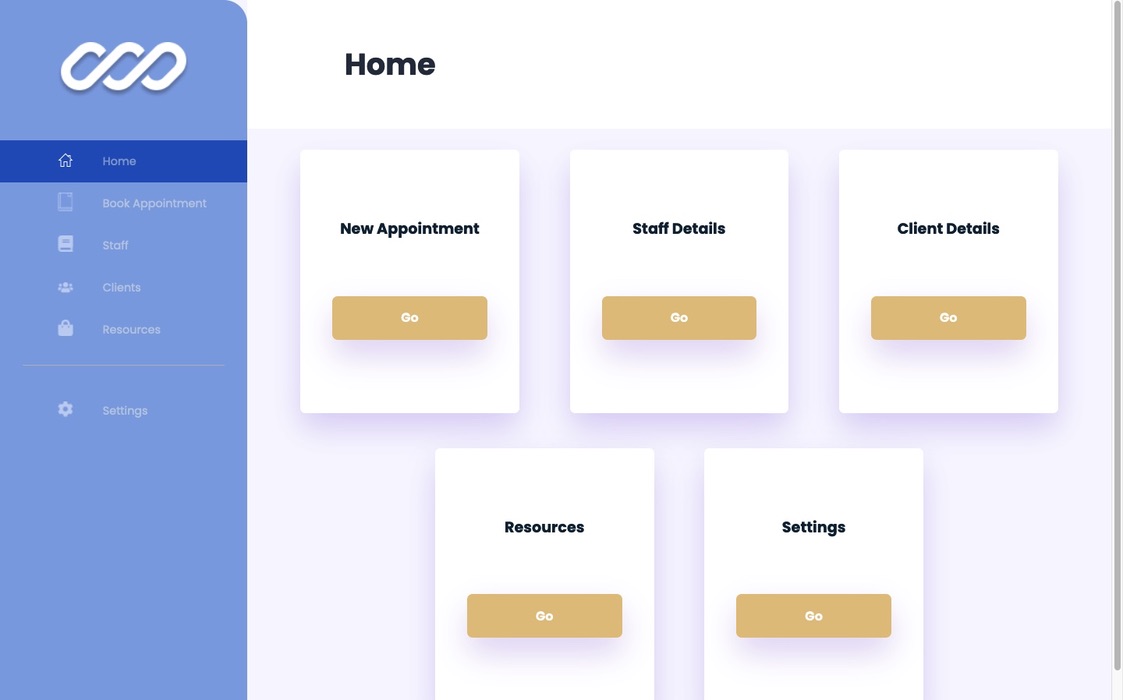 Home
Home
Book Appointment
Staff
Clients
Resources
Settings
New Appointment
Go
Staff Details
Go
Client Details
Go
Resources
Go
Settings
Go